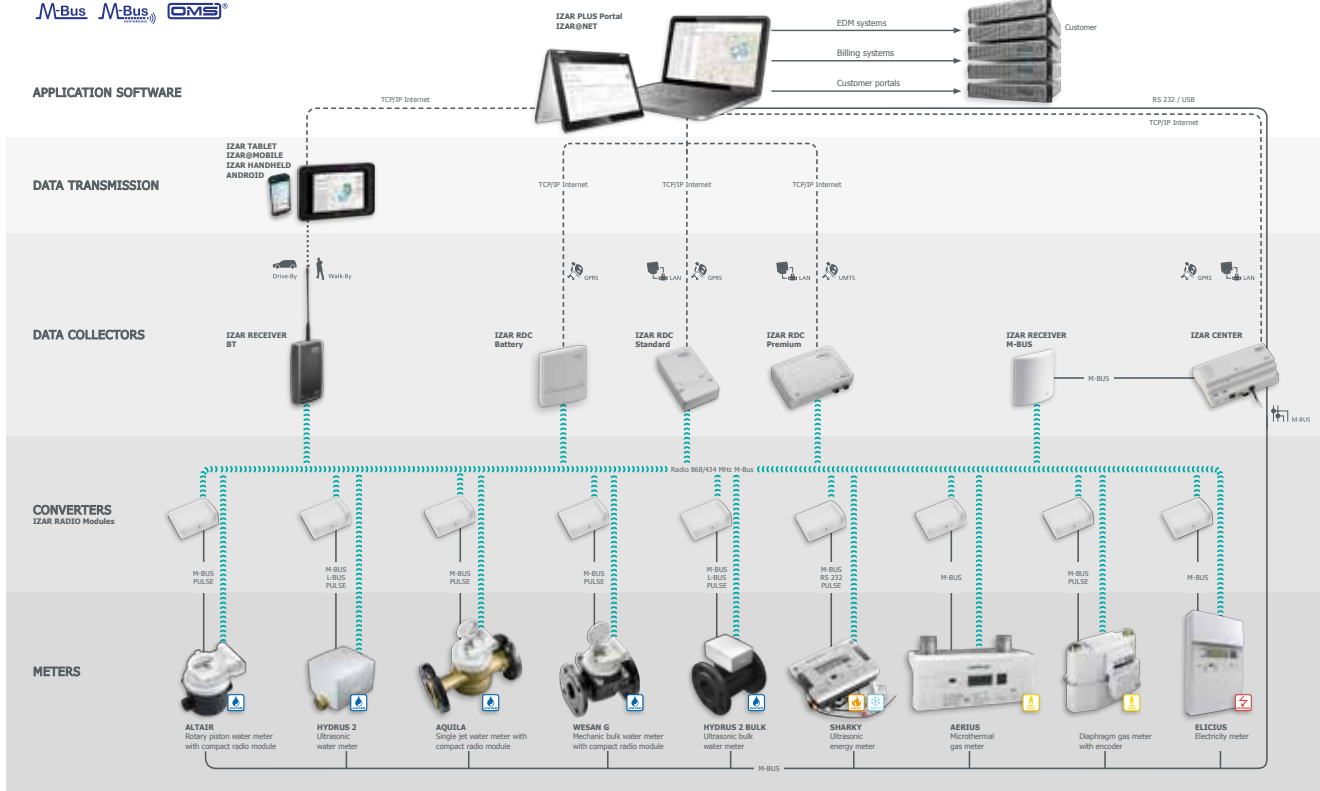 M-Bus M-Bus wireless OMS®
IZAR PLUS Portal
IZAR@NET
EDM systems
Billing systems
Customer portals
Customer
APPLICATION SOFTWARE
TCP/IP Internet
RS 232 / USB
TCP/IP Internet
DATA TRANSMISSION
IZAR TABLET
IZAR@MOBILE
IZAR HANDHELD
ANDROID
TCP/IP Internet
TCP/IP Internet
TCP/IP Internet
Drive-By
Walk-By
GPRS
LAN
GPRS
LAN
UMTS
GPRS
LAN
DATA COLLECTORS
IZAR RECEIVER
BT
IZAR RDC
Battery
IZAR RDC
Standard
IZAR RDC
Premium
IZAR RECEIVER
M-BUS
IZAR CENTER
M-BUS
M-BUS
Radio 868/434 MHz M-Bus
CONVERTERS
IZAR RADIO Modules
M-BUS
PULSE
M-BUS
L-BUS
PULSE
M-BUS
PULSE
M-BUS
PULSE
M-BUS
L-BUS
PULSE
M-BUS
RS 232
PULSE
M-BUS
M-BUS
PULSE
M-BUS
METERS
ALTAIR
Rotary piston water meter
with compact radio module
HYDRUS 2
Ultrasonic
water meter
AQUILA
Single jet water meter with
compact radio module
WESAN G
Mechanic bulk water meter
with compact radio module
HYDRUS 2 BULK
Ultrasonic bulk
water meter
SHARKY
Ultrasonic
energy meter
AERIUS
Microthermal
gas meter
Diaphragm gas meter
with encoder
ELICIUS
Electricity meter
M-BUS